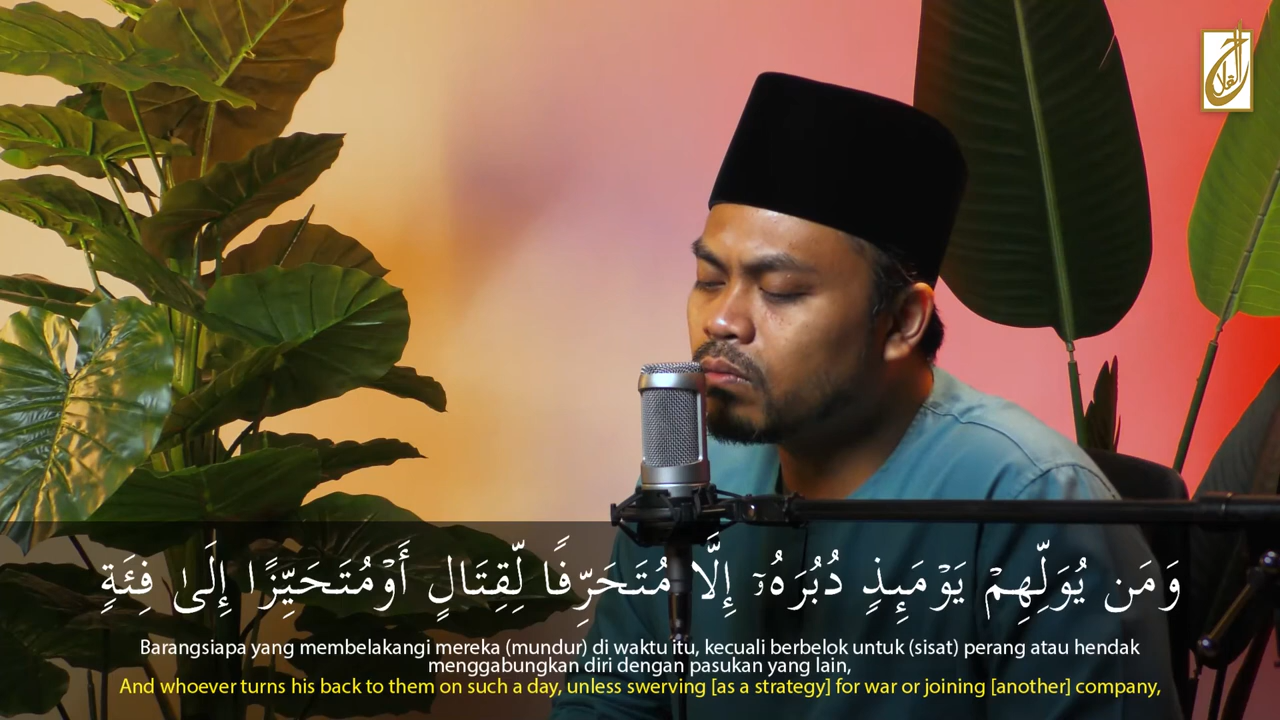 وَمَن يُوَلِّهِمْ يَوْمَئِذٍ دُبُرَهُۥٓ إِلَّا مُتَحَرِّفًا لِّقِتَالٍ أَوْمُتَحَيِّزًا إِلَىٰ فِئَةٍ
Barangsiapa yang membelakangi mereka (mundur) di waktu itu, kecuali berbelok untuk (sisat) perang atau hendak
menggabungkan diri dengan pasukan yang lain,
And whoever turns his back to them on such a day, unless swerving [as a strategy] for war or joining [another] company,